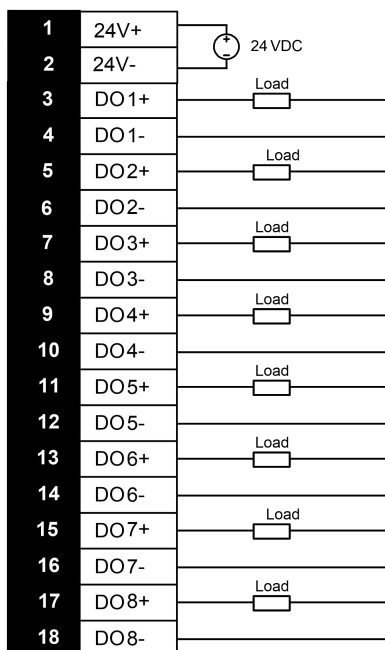 1 24V+
+ 24 VDC
-
2 24V-
Load
3 DO1+
4 DO1-
Load
5 DO2+
6 DO2-
Load
7 DO3+
8 DO3-
Load
9 DO4+
10 DO4-
Load
11 DO5+
12 DO5-
Load
13 DO6+
14 DO6-
Load
15 DO7+
16 DO7-
Load
17 DO8+
18 DO8-